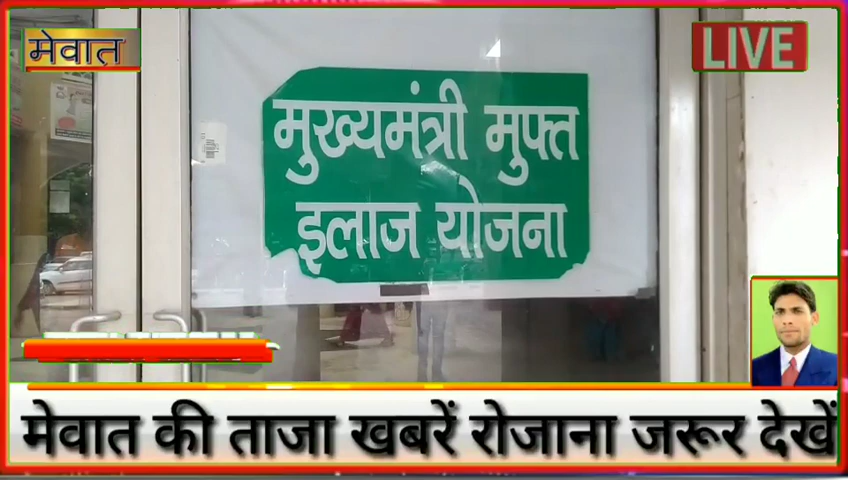 मेवात
LIVE
मुख्यमंत्री मुफ्त
इलाज योजना
मेवात की ताजा खबरें रोजाना जरूर देखें